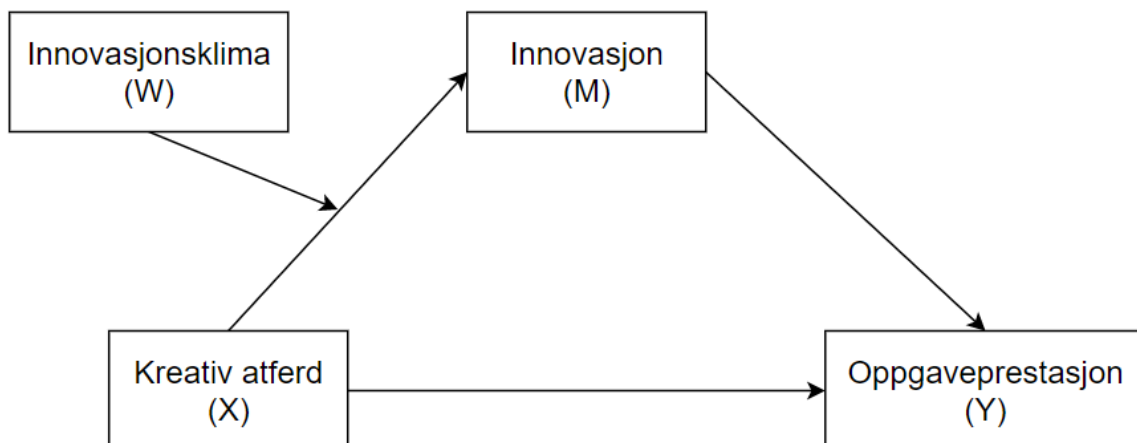 Innovasjonsklima
(W)
Innovasjon
(M)
Kreativ atferd
(X)
Oppgaveprestasjon
(Y)